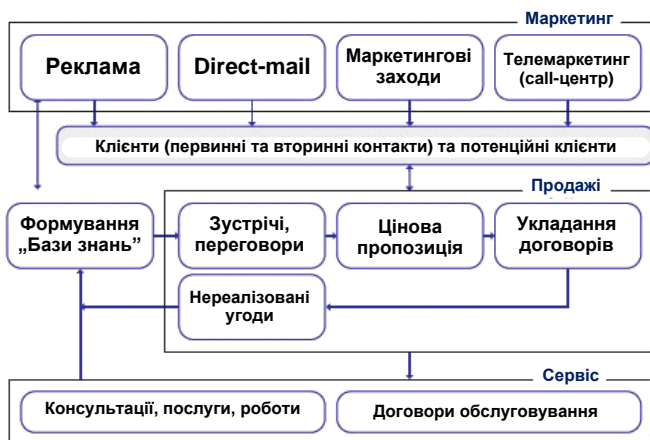 Маркетинг
Реклама
Direct-mail
Маркетингові
заходи
Телемаркетинг
(call-центр)
Клієнти (первинні та вторинні контакти) та потенційні клієнти
Продажі
Формування
„Бази знань”
Зустрічі,
переговори
Цінова
пропозиція
Укладання
договорів
Нереалізовані
угоди
Сервіс
Консультації, послуги, роботи
Договори обслуговування